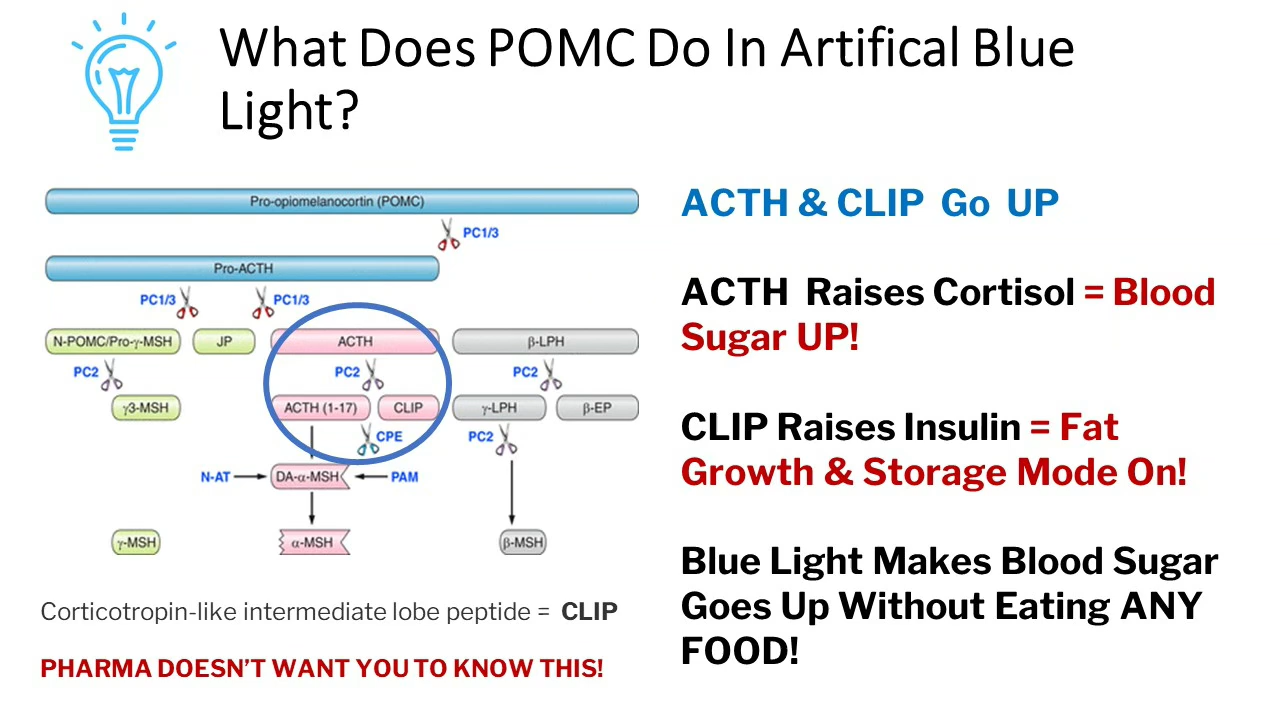 What Does POMC Do In Artifical Blue
Light?
Pro-opiomelanocortin (POMC)
PC1/3
Pro-ACTH
PC1/3
PC1/3
N-POMC/Pro-γ-MSH
JP
ACTH
β-LPH
PC2
PC2
PC2
γ3-MSH
ACTH (1-17)
CLIP
γ-LPH
β-EP
CPE
PC2
N-AT
DA-α-MSH
PAM
γ-MSH
α-MSH
β-MSH
Corticotropin-like intermediate lobe peptide = CLIP
PHARMA DOESN'T WANT YOU TO KNOW THIS!
ACTH & CLIP Go UP
ACTH Raises Cortisol = Blood
Sugar UP!
CLIP Raises Insulin = Fat
Growth & Storage Mode On!
Blue Light Makes Blood Sugar
Goes Up Without Eating ANY
FOOD!